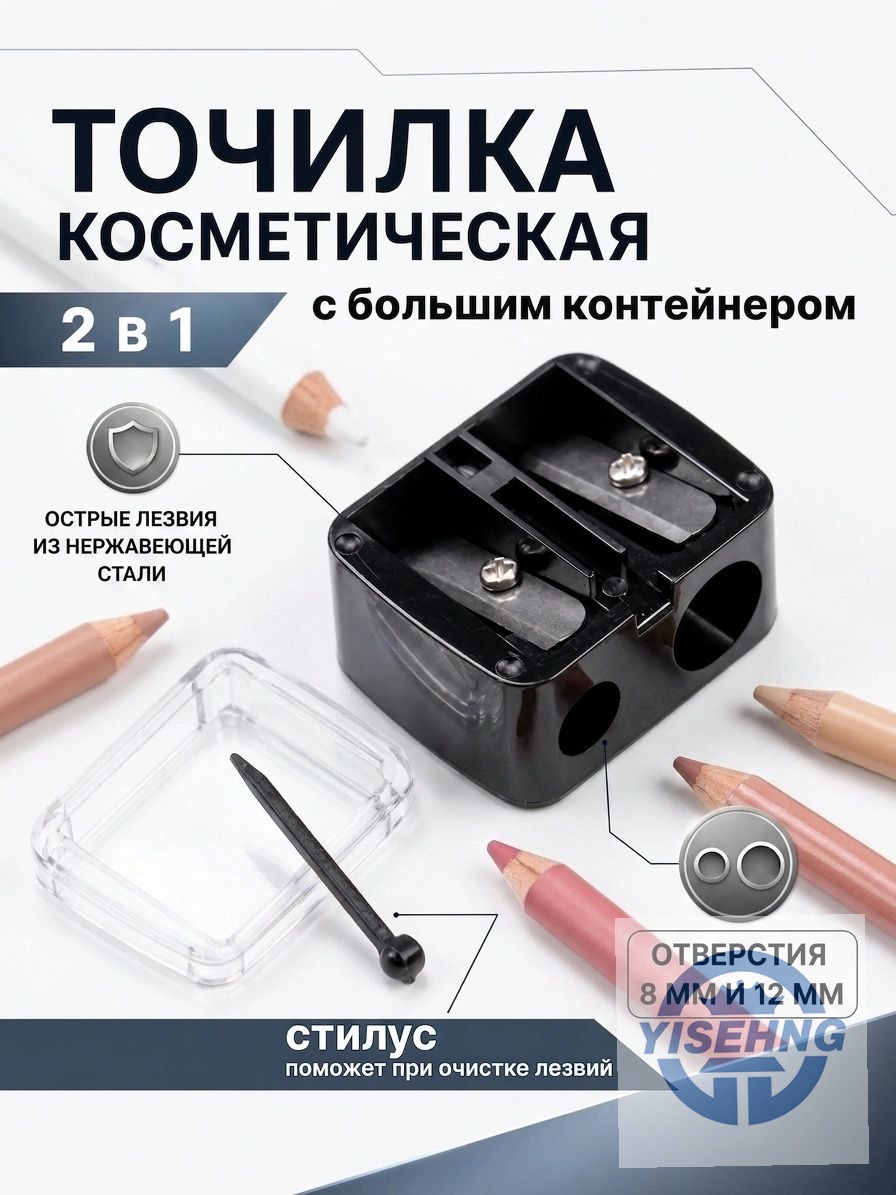 ТОЧИЛКА
КОСМЕТИЧЕСКАЯ
2 в 1
с большим контейнером
ОСТРЫЕ ЛЕЗВИЯ
ИЗ НЕРЖАВЕЮЩЕЙ
СТАЛИ
ОТВЕРСТИЯ
8 ММ И 12 ММ
YISEHNG
стилус
поможет при очистке лезвий